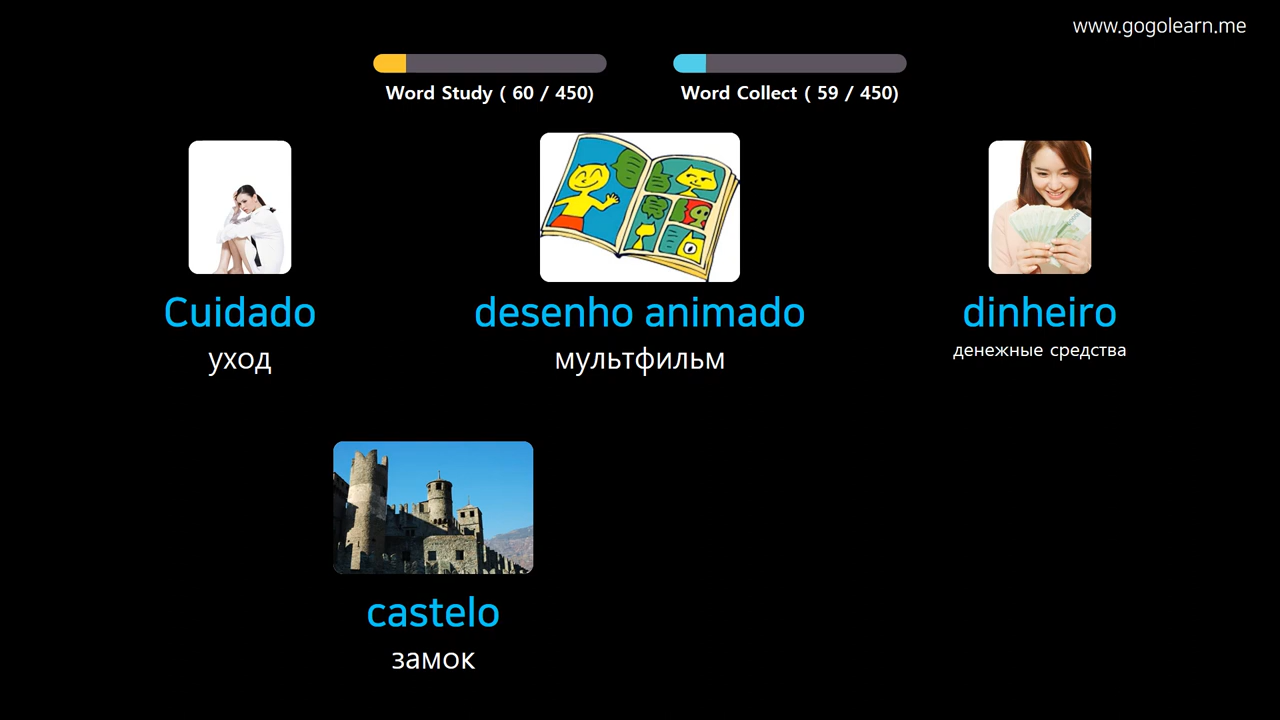 www.gogolearn.me
Word Study ( 60 / 450)
Word Collect ( 59 / 450)
Cuidado
уход
desenho animado
мультфильм
dinheiro
денежные средства
castelo
замок